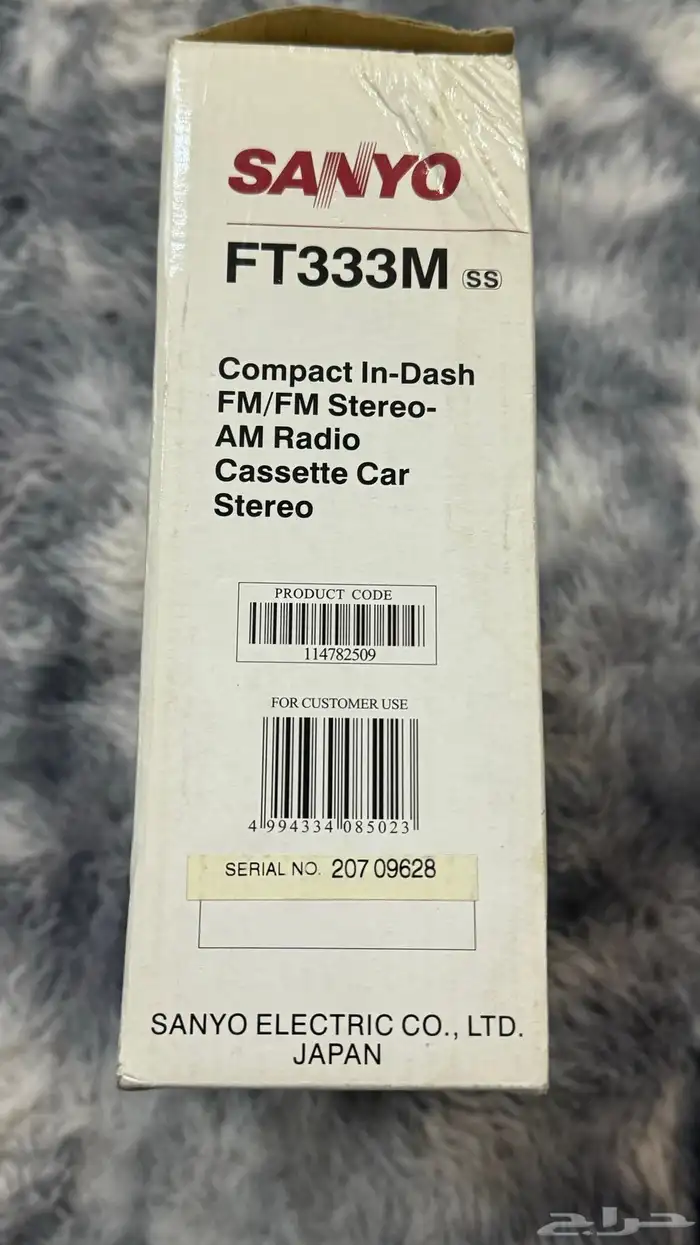 SANYO
FT333M SS
Compact In-Dash
FM/FM Stereo-
AM Radio
Cassette Car
Stereo
PRODUCT CODE
114782509
FOR CUSTOMER USE
4 994334 085023
SERIAL NO. 207 09628
SANYO ELECTRIC CO., LTD.
JAPAN
حراج